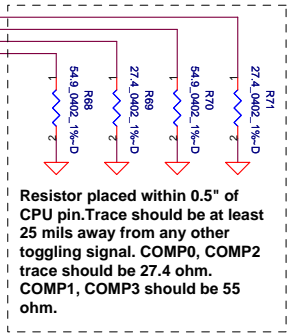 1
1
1
1
R68
54.9_0402_1%~D
R69
27.4_0402_1%~D
R70
54.9_0402_1%~D
R71
27.4_0402_1%~D
2
2
2
2
Resistor placed within 0.5" of
CPU pin.Trace should be at least
25 mils away from any other
toggling signal. COMP0, COMP2
trace should be 27.4 ohm.
COMP1, COMP3 should be 55
ohm.